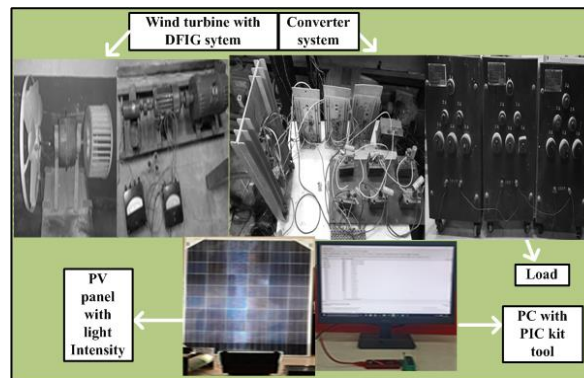 Wind turbine with
DFIG sytem
Converter
system
Load
PV
panel
with
light
Intensity
PC with
PIC kit
tool